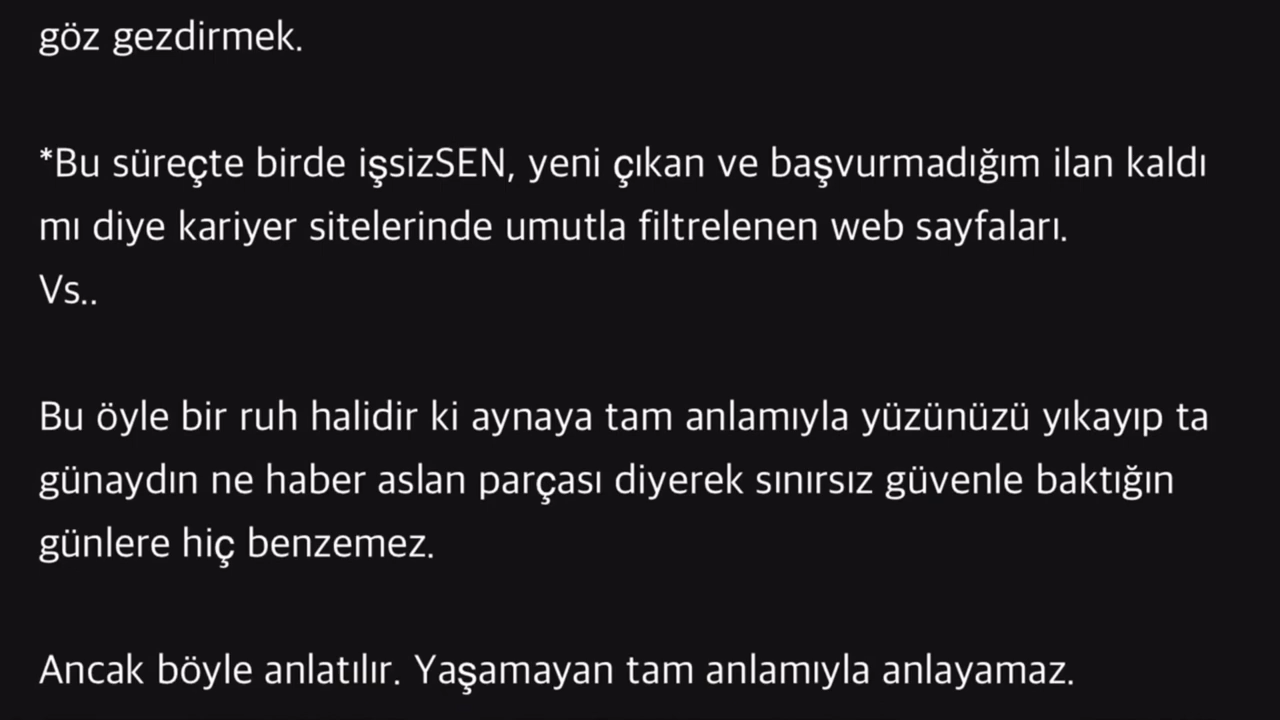 göz gezdirmek.
*Bu süreçte birde işsizSEN, yeni çıkan ve başvurmadığım ilan kaldı
mı diye kariyer sitelerinde umutla filtrelenen web sayfaları.
Vs..
Bu öyle bir ruh halidir ki aynaya tam anlamıyla yüzünüzü yıkayıp ta
günaydın ne haber aslan parçası diyerek sınırsız güvenle baktığın
günlere hiç benzemez.
Ancak böyle anlatılır. Yaşamayan tam anlamıyla anlayamaz.